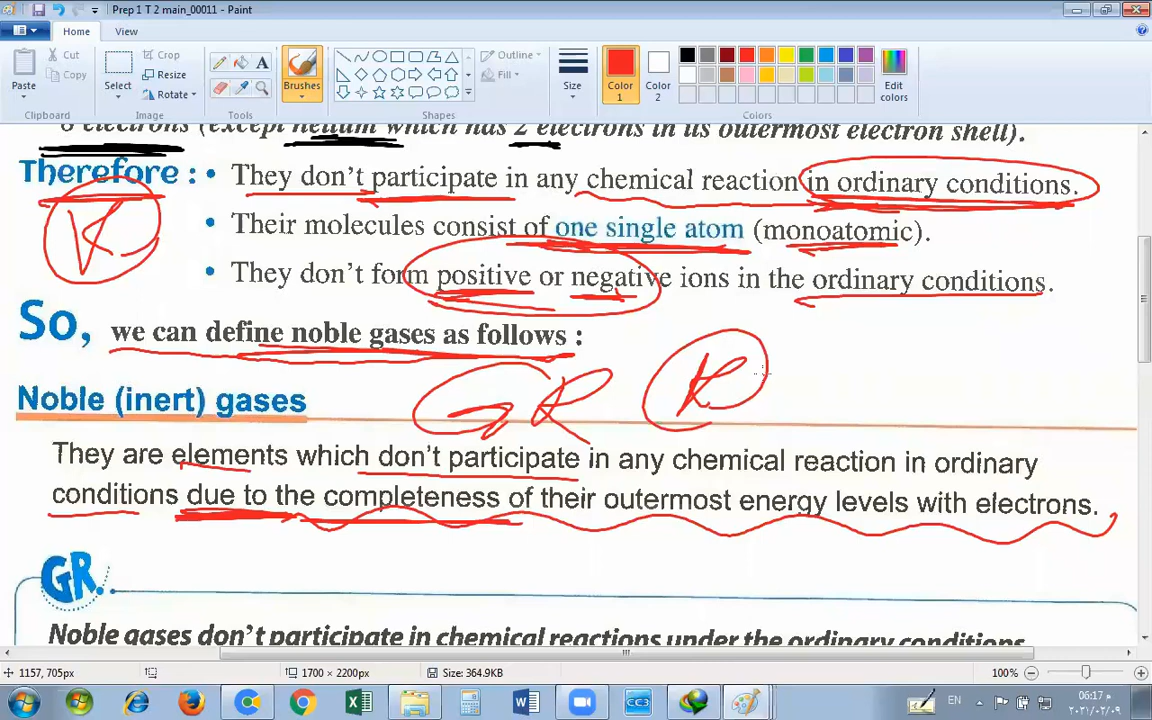 Prep 1 T 2 main_00011 - Paint
Home View
Paste Cut Copy Clipboard
Select Crop Resize Rotate Image
Tools
Brushes
Outline Fill Shapes
Size
Color 1 Color 2 Edit colors Colors
8 electrons (except helium which has 2 electrons in its outermost electron shell).
Therefore : • They don't participate in any chemical reaction in ordinary conditions.
• Their molecules consist of one single atom (monoatomic).
• They don't form positive or negative ions in the ordinary conditions.
So, we can define noble gases as follows :
Noble (inert) gases
GR
They are elements which don't participate in any chemical reaction in ordinary
conditions due to the completeness of their outermost energy levels with electrons.
GR.
Noble gases don't participate in chemical reactions under the ordinary conditions
1157, 705px 1700 × 2200px Size: 364.9KB 100%
CC3 EN 06:17 م
٢٠٢١/٠٢/٠٩